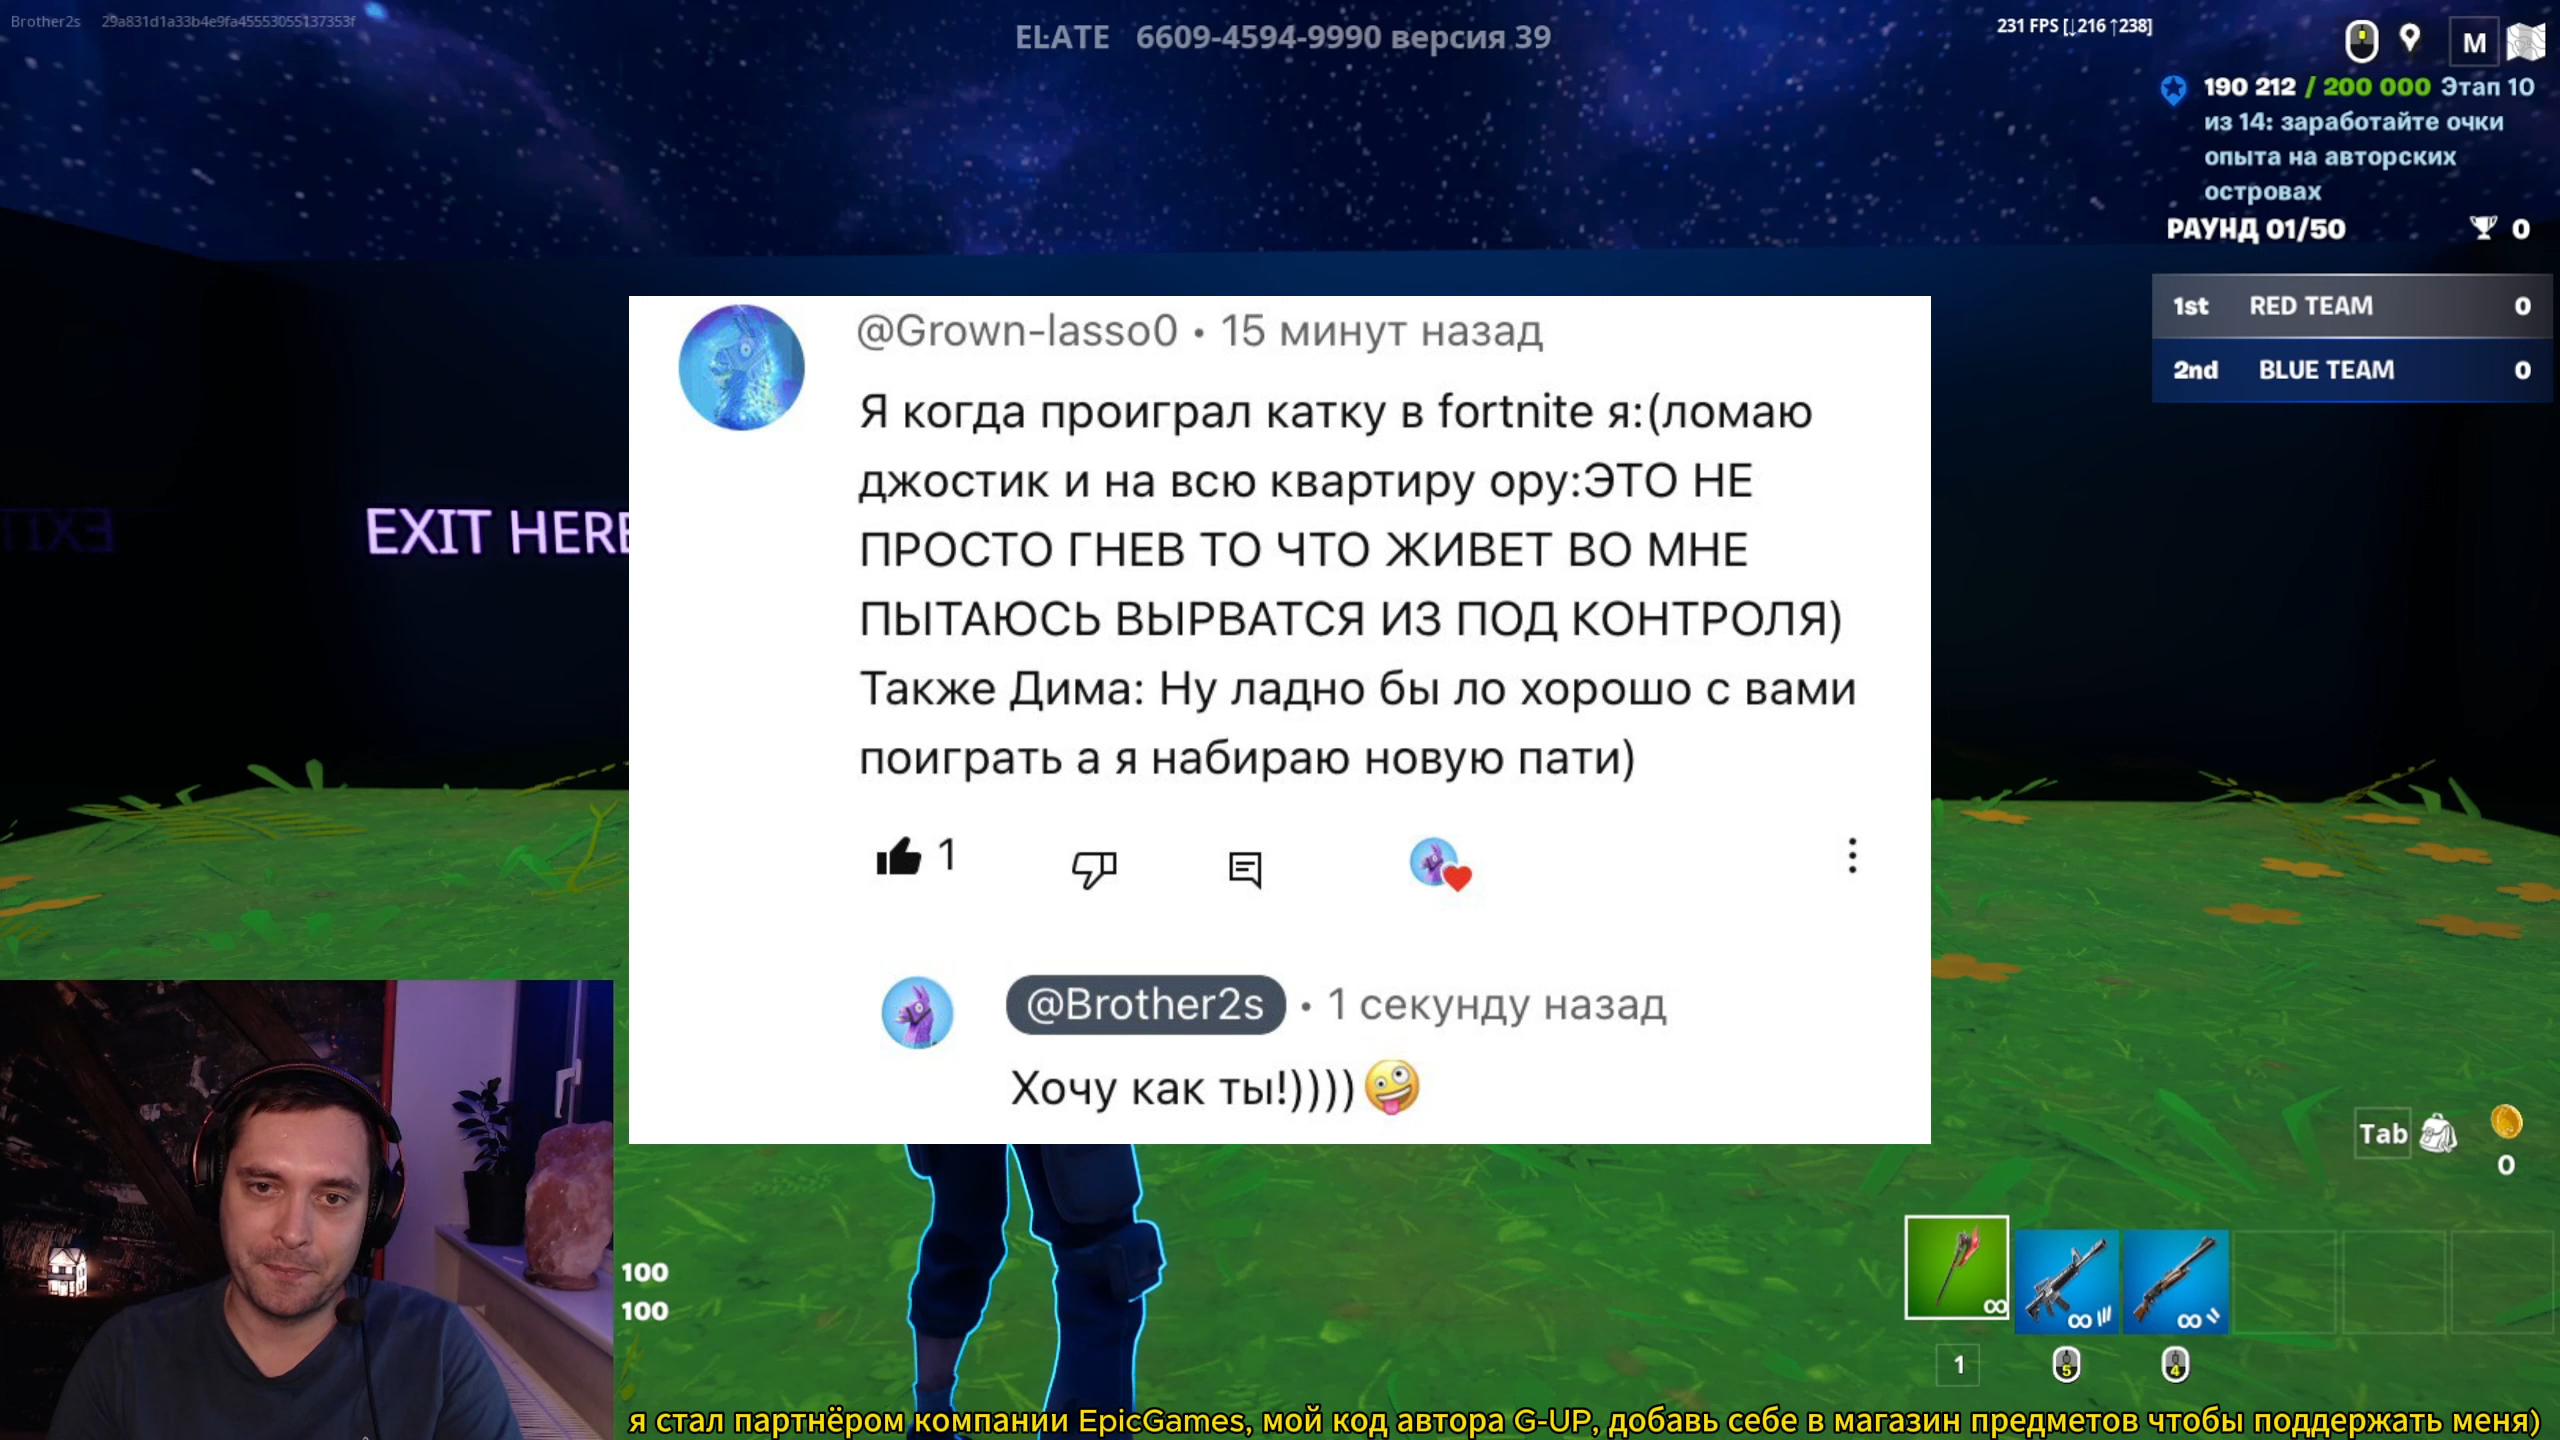 Brother2s 29a831d1a33b4e9fa45553055137353f
ELATE 6609-4594-9990 версия 39
231 FPS [↓216 ↑238]
M
190 212 / 200 000 Этап 10
из 14: заработайте очки
опыта на авторских
островах
РАУНД 01/50 0
1st RED TEAM 0
2nd BLUE TEAM 0
EXIT
EXIT HERE
@Grown-lasso0 • 15 минут назад
Я когда проиграл катку в fortnite я:(ломаю
джостик и на всю квартиру ору:ЭТО НЕ
ПРОСТО ГНЕВ ТО ЧТО ЖИВЕТ ВО МНЕ
ПЫТАЮСЬ ВЫРВАТСЯ ИЗ ПОД КОНТРОЛЯ)
Также Дима: Ну ладно бы ло хорошо с вами
поиграть а я набираю новую пати)
1
@Brother2s • 1 секунду назад
Хочу как ты!))))🤪
Tab
0
100
100
∞ ∞ ∞
1 5 4
я стал партнёром компании EpicGames, мой код автора G-UP, добавь себе в магазин предметов чтобы поддержать меня)